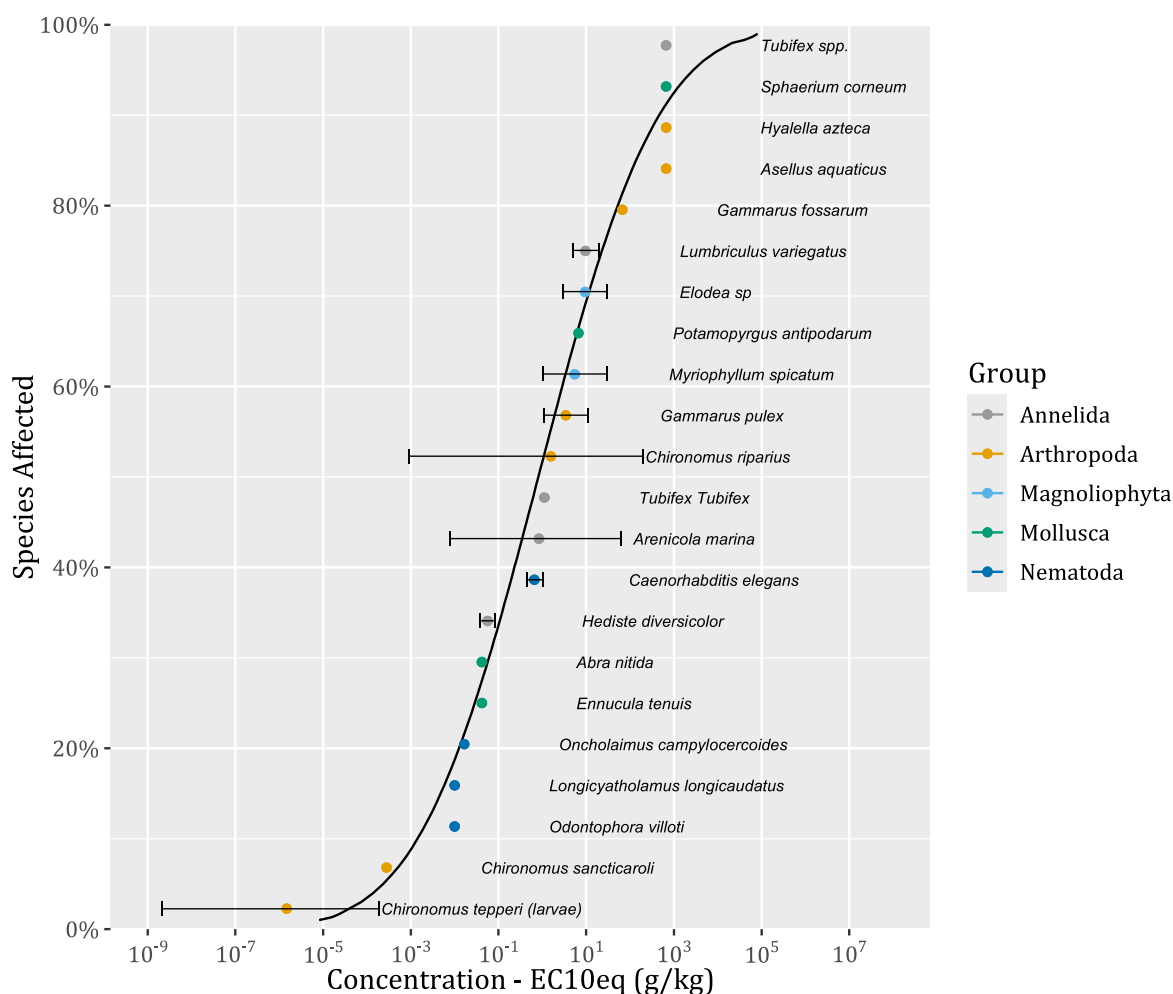 100%
80%
60%
40%
20%
0%
Species Affected
Tubifex spp.
Sphaerium corneum
Hyalella azteca
Asellus aquaticus
Gammarus fossarum
Lumbriculus variegatus
Elodea sp
Potamopyrgus antipodarum
Myriophyllum spicatum
Gammarus pulex
Chironomus riparius
Tubifex Tubifex
Arenicola marina
Caenorhabditis elegans
Hediste diversicolor
Abra nitida
Ennucula tenuis
Oncholaimus campylocercoides
Longicyatholamus longicaudatus
Odontophora villoti
Chironomus sancticaroli
Chironomus tepperi (larvae)
10⁻⁹ 10⁻⁷ 10⁻⁵ 10⁻³ 10⁻¹ 10¹ 10³ 10⁵ 10⁷
Concentration - EC10eq (g/kg)
Group
Annelida
Arthropoda
Magnoliophyta
Mollusca
Nematoda